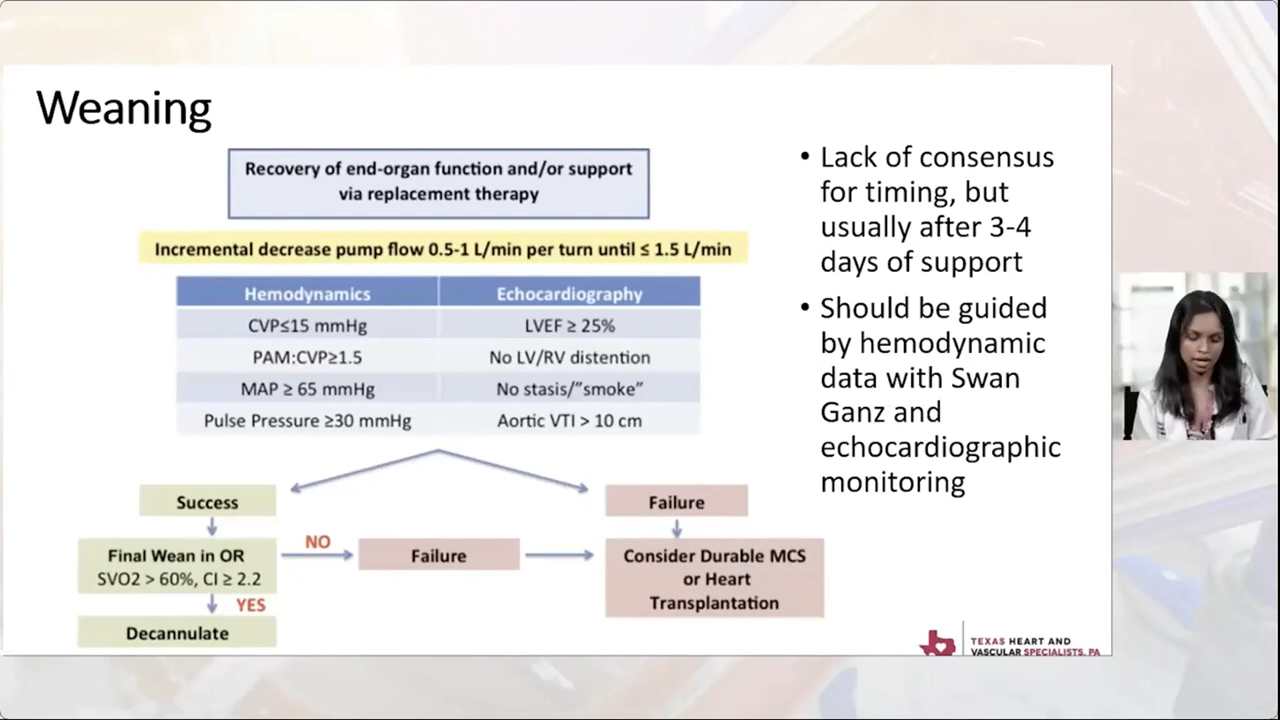 Weaning
Recovery of end-organ function and/or support
via replacement therapy
Incremental decrease pump flow 0.5-1 L/min per turn until ≤ 1.5 L/min
Hemodynamics
Echocardiography
CVP≤15 mmHg
LVEF ≥ 25%
PAM:CVP≥1.5
No LV/RV distention
MAP ≥ 65 mmHg
No stasis/”smoke”
Pulse Pressure ≥30 mmHg
Aortic VTI > 10 cm
Success
Failure
Final Wean in OR
SVO2 > 60%, CI ≥ 2.2
NO
Failure
Consider Durable MCS
or Heart
Transplantation
YES
Decannulate
• Lack of consensus
for timing, but
usually after 3-4
days of support
• Should be guided
by hemodynamic
data with Swan
Ganz and
echocardiographic
monitoring
TEXAS HEART AND
VASCULAR SPECIALISTS, PA